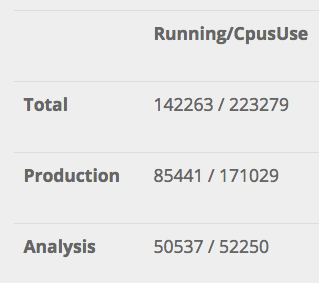 Running/CpusUse
Total 142263 / 223279
Production 85441 / 171029
Analysis 50537 / 52250